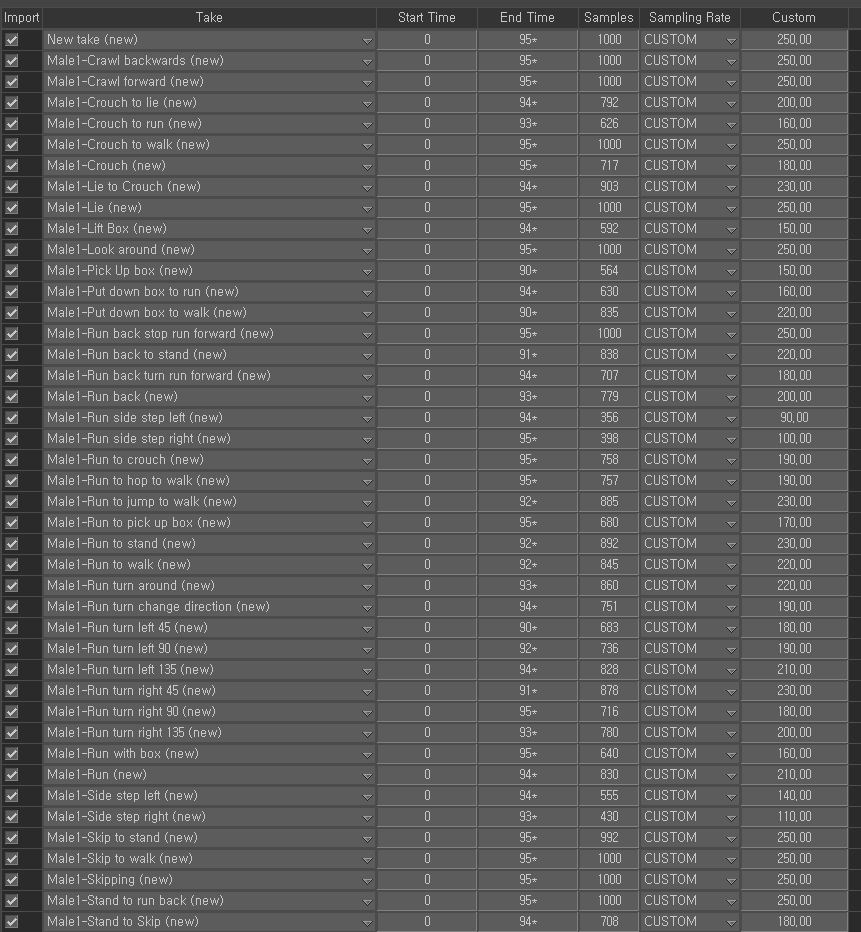 Import Take Start Time End Time Samples Sampling Rate Custom
New take (new) 0 95* 1000 CUSTOM 250,00
Male1-Crawl backwards (new) 0 95* 1000 CUSTOM 250,00
Male1-Crawl forward (new) 0 95* 1000 CUSTOM 250,00
Male1-Crouch to lie (new) 0 94* 792 CUSTOM 200,00
Male1-Crouch to run (new) 0 93* 626 CUSTOM 160,00
Male1-Crouch to walk (new) 0 95* 1000 CUSTOM 250,00
Male1-Crouch (new) 0 95* 717 CUSTOM 180,00
Male1-Lie to Crouch (new) 0 94* 903 CUSTOM 230,00
Male1-Lie (new) 0 95* 1000 CUSTOM 250,00
Male1-Lift Box (new) 0 94* 592 CUSTOM 150,00
Male1-Look around (new) 0 95* 1000 CUSTOM 250,00
Male1-Pick Up box (new) 0 90* 564 CUSTOM 150,00
Male1-Put down box to run (new) 0 94* 630 CUSTOM 160,00
Male1-Put down box to walk (new) 0 90* 835 CUSTOM 220,00
Male1-Run back stop run forward (new) 0 95* 1000 CUSTOM 250,00
Male1-Run back to stand (new) 0 91* 838 CUSTOM 220,00
Male1-Run back turn run forward (new) 0 94* 707 CUSTOM 180,00
Male1-Run back (new) 0 93* 779 CUSTOM 200,00
Male1-Run side step left (new) 0 94* 356 CUSTOM 90,00
Male1-Run side step right (new) 0 95* 398 CUSTOM 100,00
Male1-Run to crouch (new) 0 95* 758 CUSTOM 190,00
Male1-Run to hop to walk (new) 0 95* 757 CUSTOM 190,00
Male1-Run to jump to walk (new) 0 92* 885 CUSTOM 230,00
Male1-Run to pick up box (new) 0 95* 680 CUSTOM 170,00
Male1-Run to stand (new) 0 92* 892 CUSTOM 230,00
Male1-Run to walk (new) 0 92* 845 CUSTOM 220,00
Male1-Run turn around (new) 0 93* 860 CUSTOM 220,00
Male1-Run turn change direction (new) 0 94* 751 CUSTOM 190,00
Male1-Run turn left 45 (new) 0 90* 683 CUSTOM 180,00
Male1-Run turn left 90 (new) 0 92* 736 CUSTOM 190,00
Male1-Run turn left 135 (new) 0 94* 828 CUSTOM 210,00
Male1-Run turn right 45 (new) 0 91* 878 CUSTOM 230,00
Male1-Run turn right 90 (new) 0 95* 716 CUSTOM 180,00
Male1-Run turn right 135 (new) 0 93* 780 CUSTOM 200,00
Male1-Run with box (new) 0 95* 640 CUSTOM 160,00
Male1-Run (new) 0 94* 830 CUSTOM 210,00
Male1-Side step left (new) 0 94* 555 CUSTOM 140,00
Male1-Side step right (new) 0 93* 430 CUSTOM 110,00
Male1-Skip to stand (new) 0 95* 992 CUSTOM 250,00
Male1-Skip to walk (new) 0 95* 1000 CUSTOM 250,00
Male1-Skipping (new) 0 95* 1000 CUSTOM 250,00
Male1-Stand to run back (new) 0 95* 1000 CUSTOM 250,00
Male1-Stand to Skip (new) 0 94* 708 CUSTOM 180,00